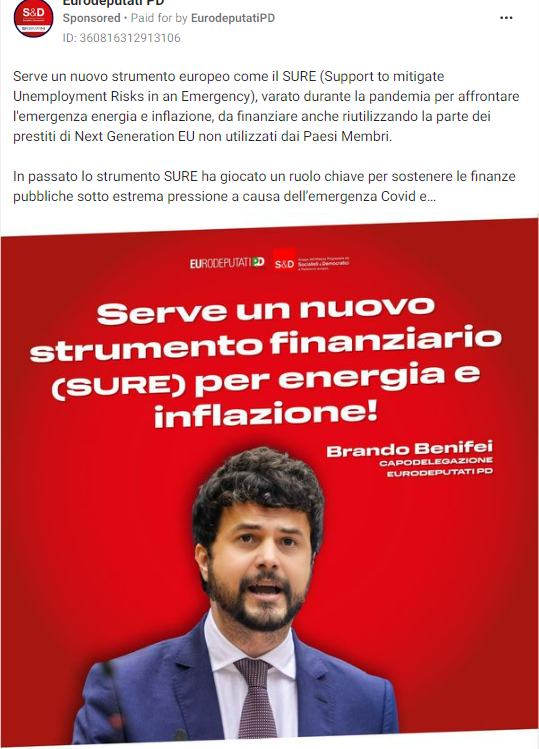 Eurodeputati PD
Sponsored • Paid for by EurodeputatiPD
ID: 360816312913106
Serve un nuovo strumento europeo come il SURE (Support to mitigate
Unemployment Risks in an Emergency), varato durante la pandemia per affrontare
l'emergenza energia e inflazione, da finanziare anche riutilizzando la parte dei
prestiti di Next Generation EU non utilizzati dai Paesi Membri.
In passato lo strumento SURE ha giocato un ruolo chiave per sostenere le finanze
pubbliche sotto estrema pressione a causa dell'emergenza Covid e...
EURODEPUTATI PD
S&D
Socialisti & Democratici
Serve un nuovo
strumento finanziario
(SURE) per energia e
inflazione!
Brando Benifei
CAPODELEGAZIONE
EURODEPUTATI PD